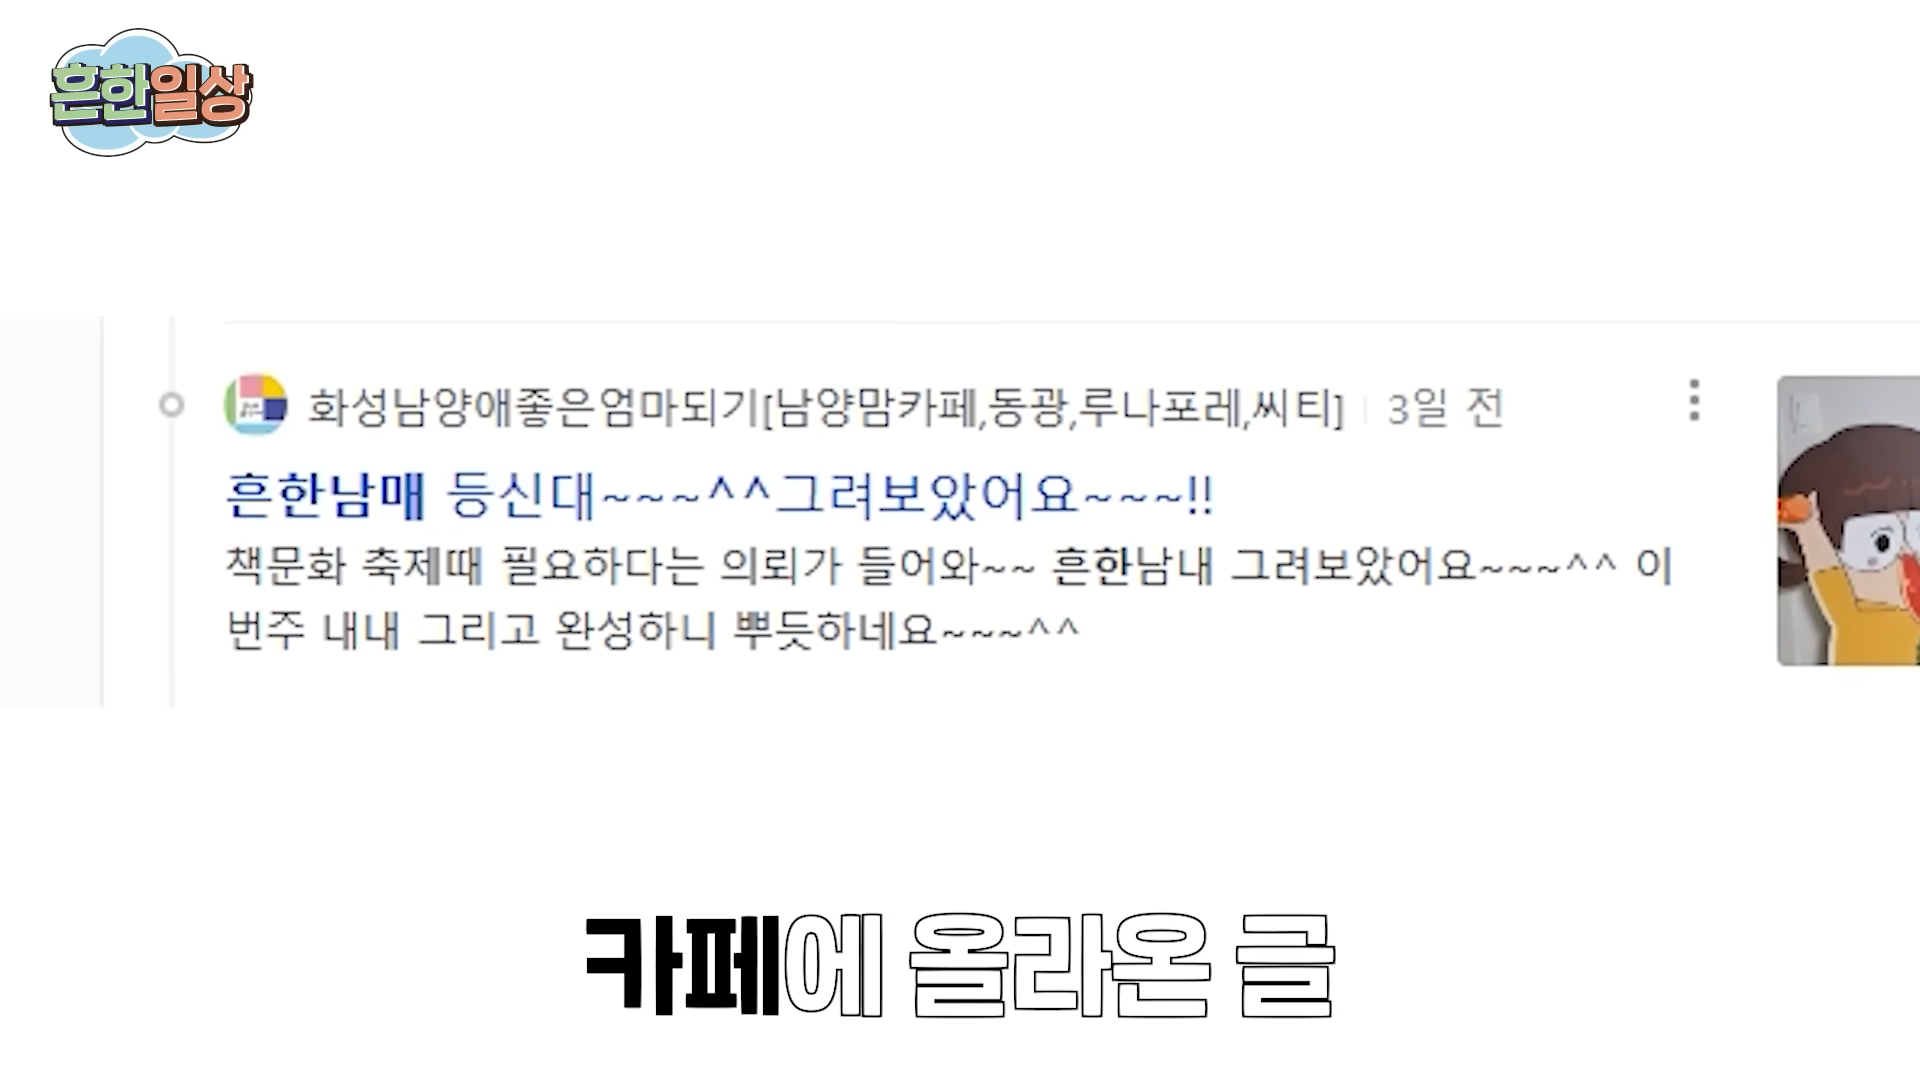 흔한일상
화성남양애좋은엄마되기[남양맘카페,동광,루나포레,씨티] 3일 전
흔한남매 등신대~~~^^그려보았어요~~~!!
책문화 축제때 필요하다는 의뢰가 들어와~~ 흔한남내 그려보았어요~~~^^ 이
번주 내내 그리고 완성하니 뿌듯하네요~~~^^
카페에 올라온 글